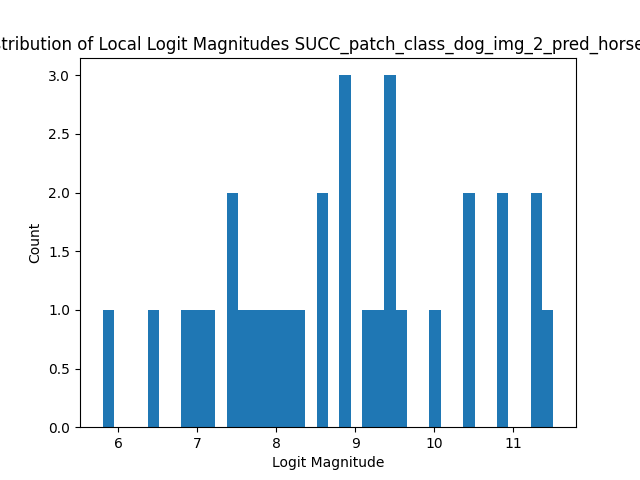 tribution of Local Logit Magnitudes SUCC_patch_class_dog_img_2_pred_horse
3.0
2.5
2.0
1.5
1.0
0.5
0.0
Count
6 7 8 9 10 11
Logit Magnitude